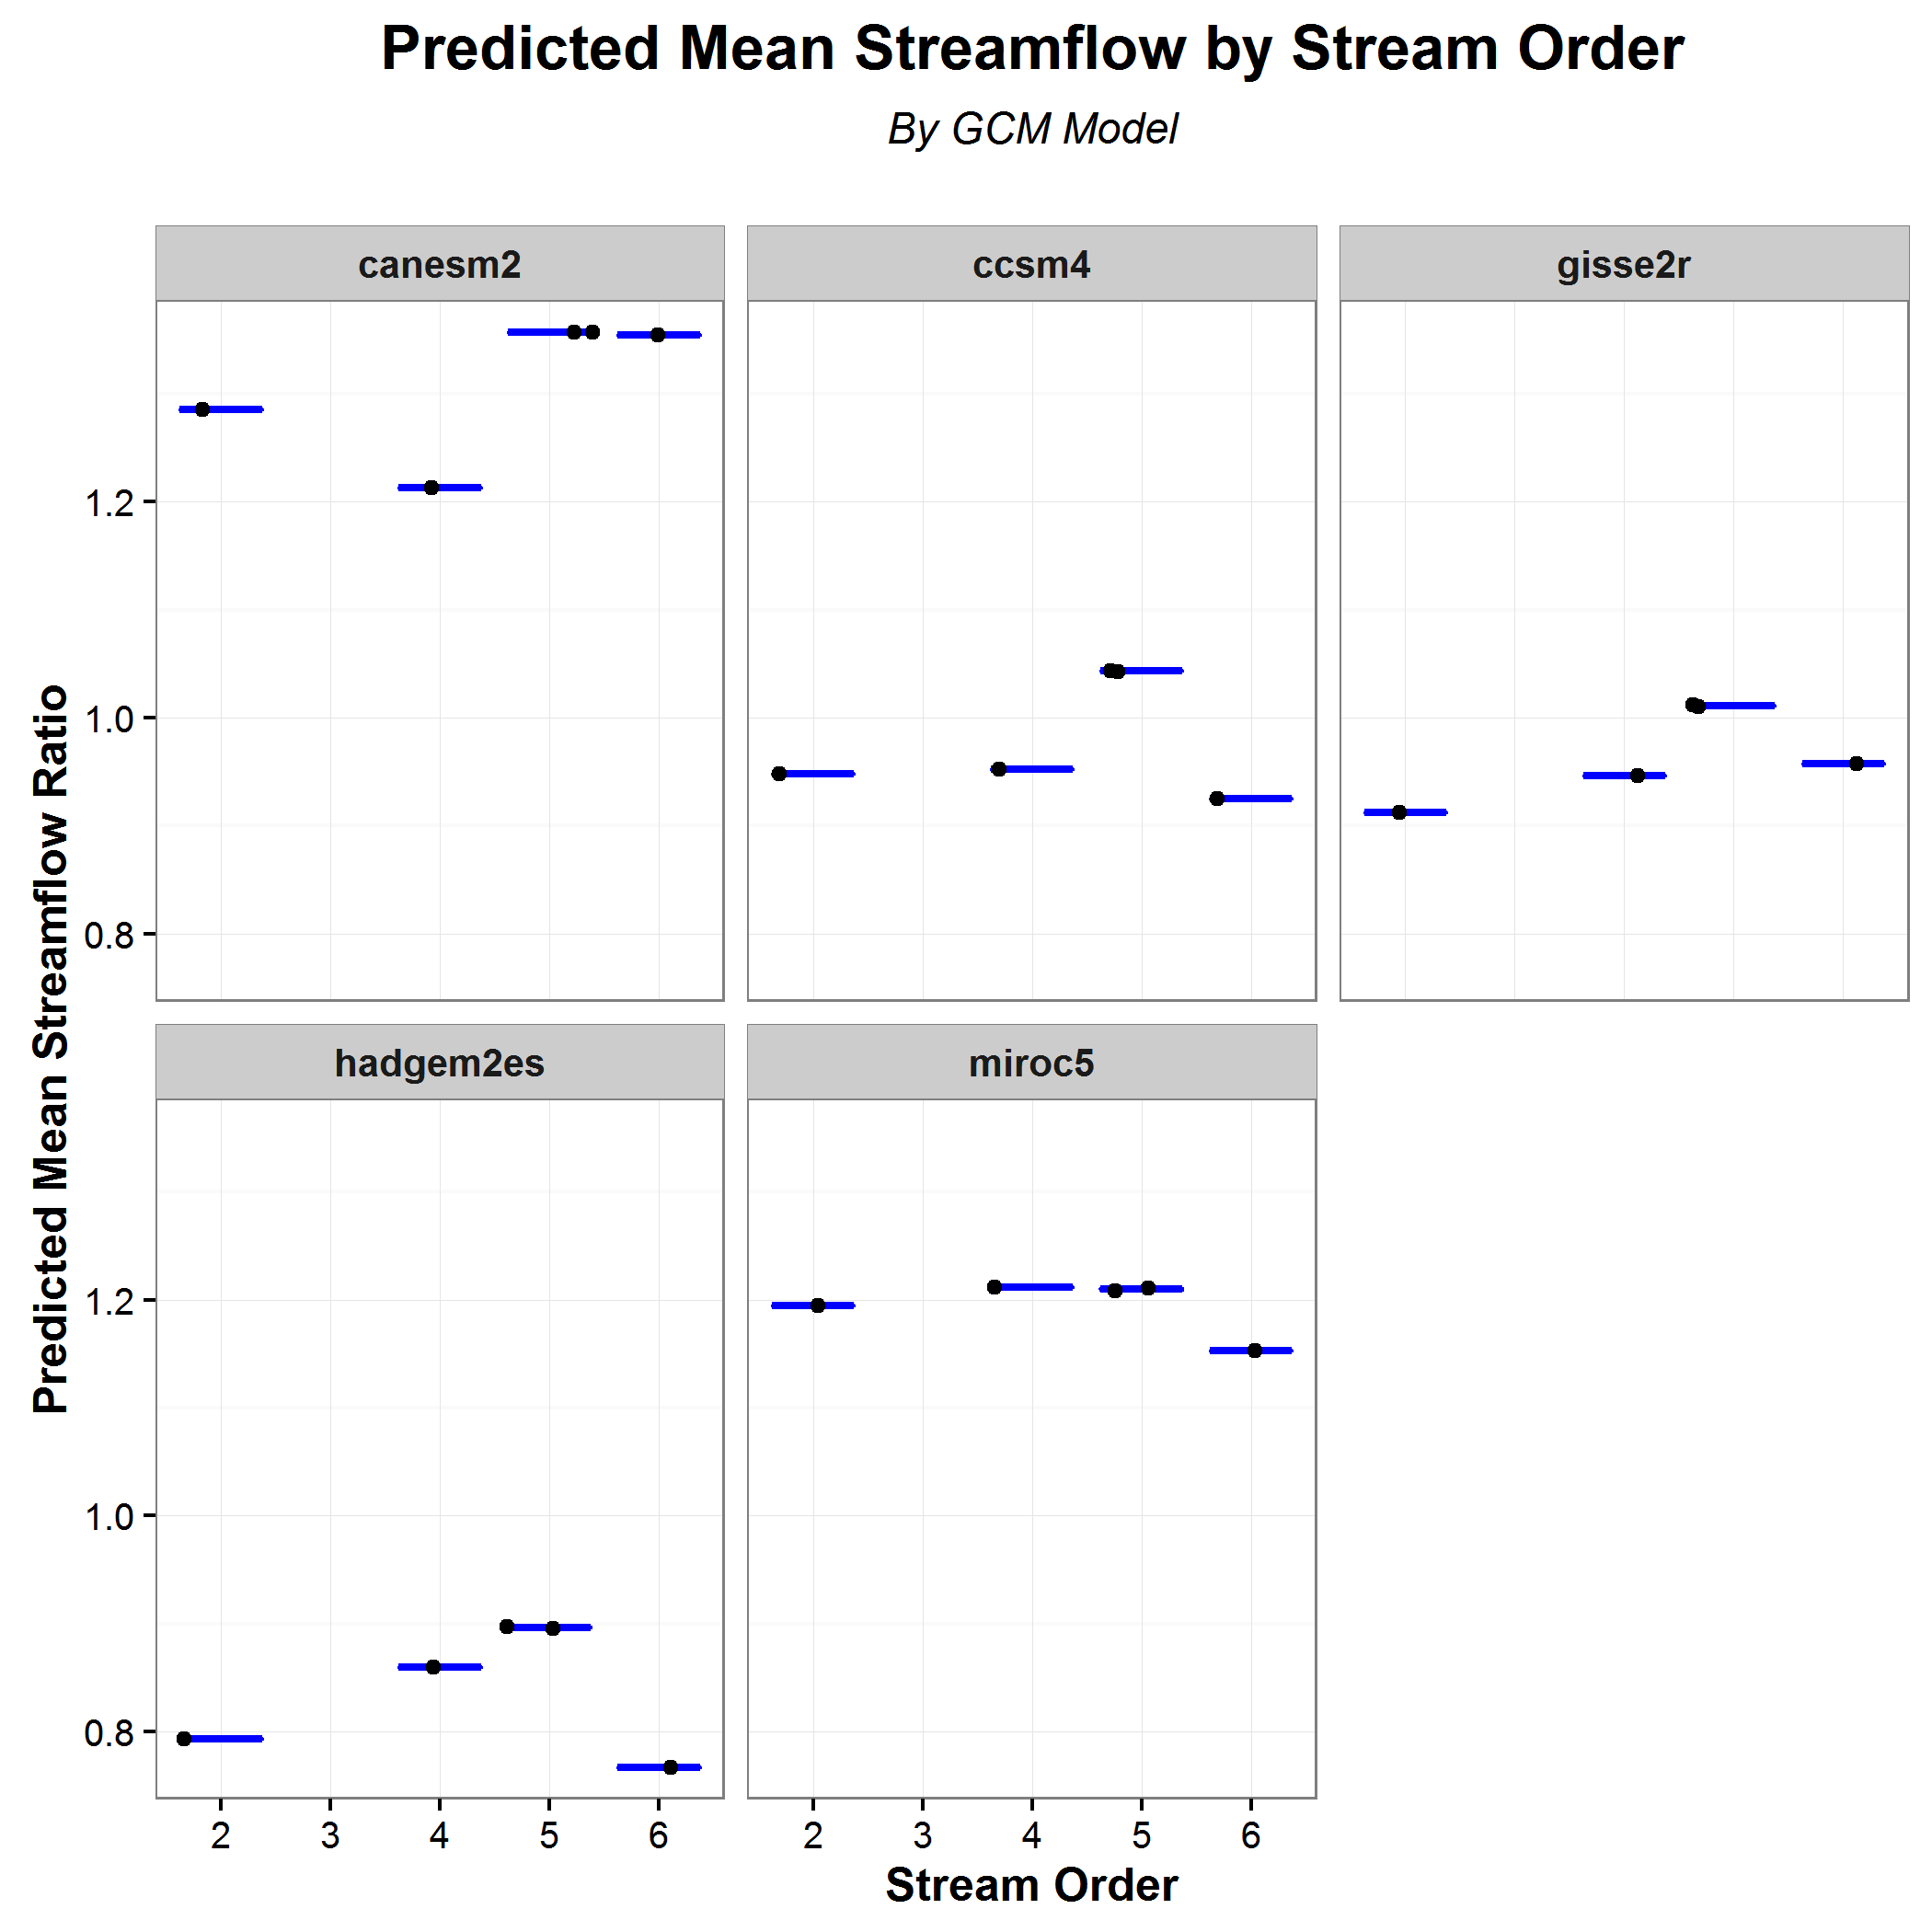 Predicted Mean Streamflow by Stream Order
By GCM Model
canesm2
ccsm4
gisse2r
1.2
1.0
0.8
Predicted Mean Streamflow Ratio
hadgem2es
miroc5
1.2
1.0
0.8
2 3 4 5 6
2 3 4 5 6
Stream Order